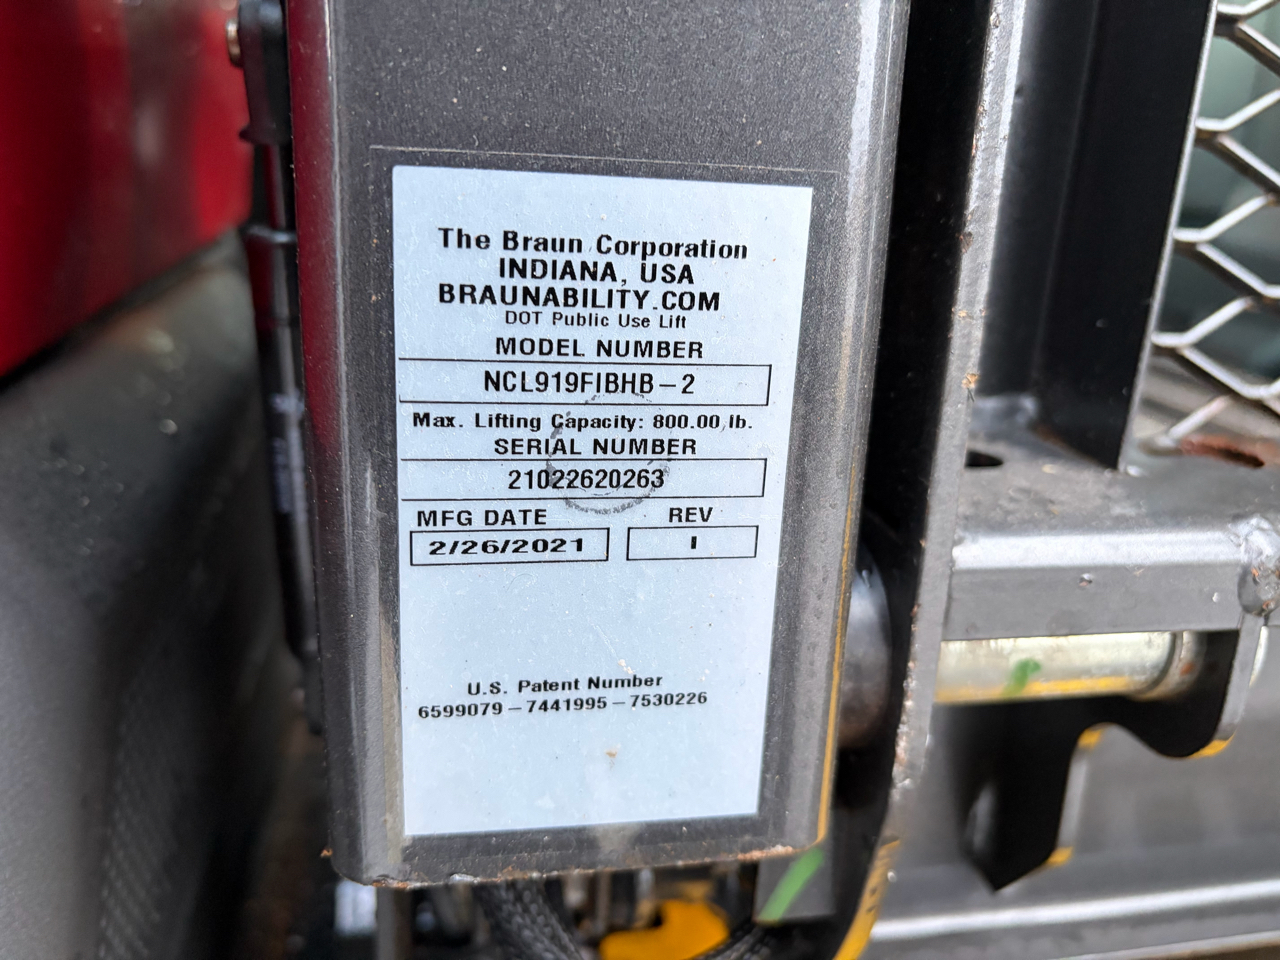 The Braun Corporation
INDIANA, USA
BRAUNABILITY.COM
DOT Public Use Lift
MODEL NUMBER
NCL919FIBHB-2
Max. Lifting Capacity: 800.00 lb.
SERIAL NUMBER
21022620263
MFG DATE REV
2/26/2021 I
U.S. Patent Number
6599079-7441995-7530226